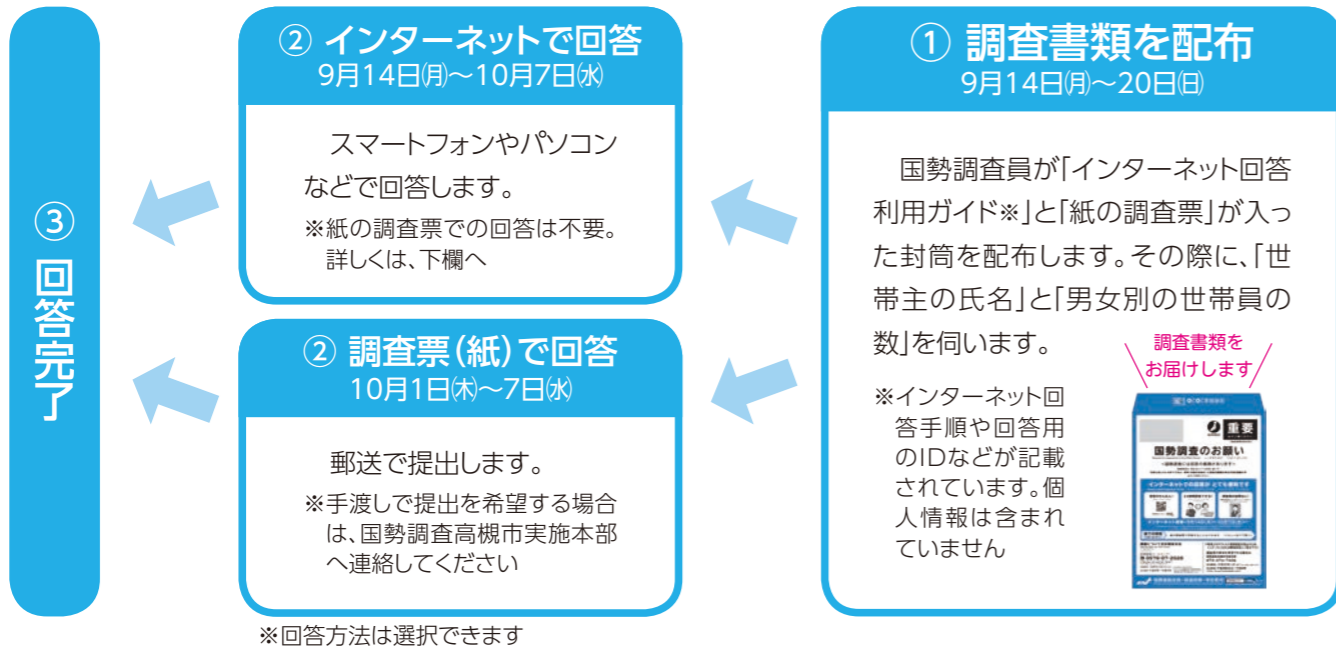 ① 調査書類を配布
9月14日㈪～20日㈰
国勢調査員が「インターネット回答
利用ガイド※」と「紙の調査票」が入っ
た封筒を配布します。その際に、「世
帯主の氏名」と「男女別の世帯員の
数」を伺います。
※インターネット回
答手順や回答用
のIDなどが記載
されています。個
人情報は含まれ
ていません
調査書類を
お届けします
重要
国勢調査のお願い
② インターネットで回答
9月14日㈪～10月7日㈬
スマートフォンやパソコン
などで回答します。
※紙の調査票での回答は不要。
詳しくは、下欄へ
② 調査票(紙)で回答
10月1日㈭～7日㈬
郵送で提出します。
※手渡しで提出を希望する場合
は、国勢調査高槻市実施本部
へ連絡してください
※回答方法は選択できます
③ 回答完了